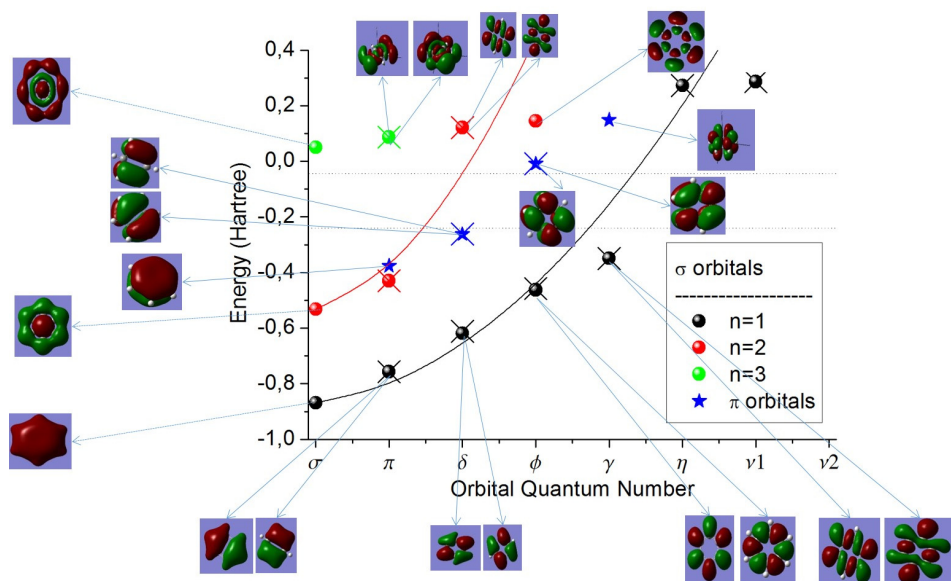 0,4
0,2
0,0
-0,2
-0,4
-0,6
-0,8
-1,0
Energy (Hartree)
σ orbitals
n=1
n=2
n=3
π orbitals
σ π δ ϕ γ η ν1 ν2
Orbital Quantum Number